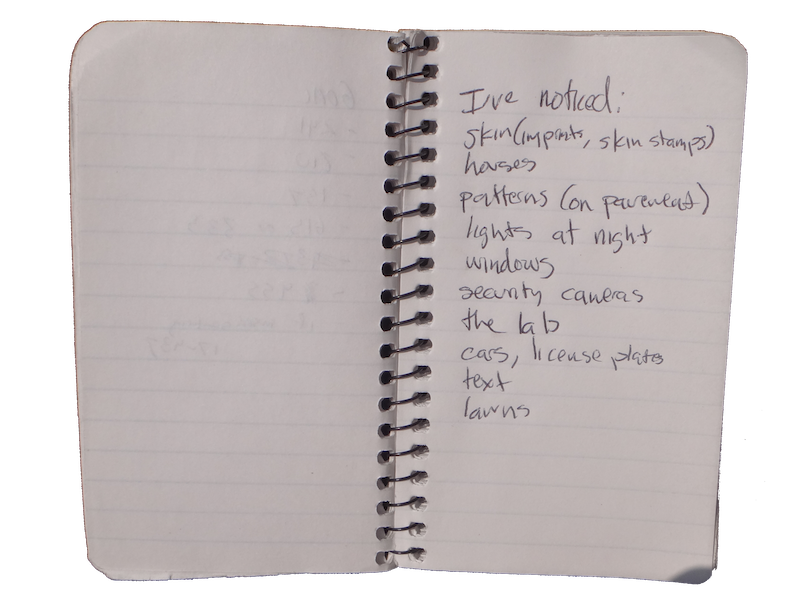 I've noticed:
skin (imprints, skin stamps)
houses
patterns (on pavement)
lights at night
windows
security cameras
the lab
cars, license plates
text
lawns